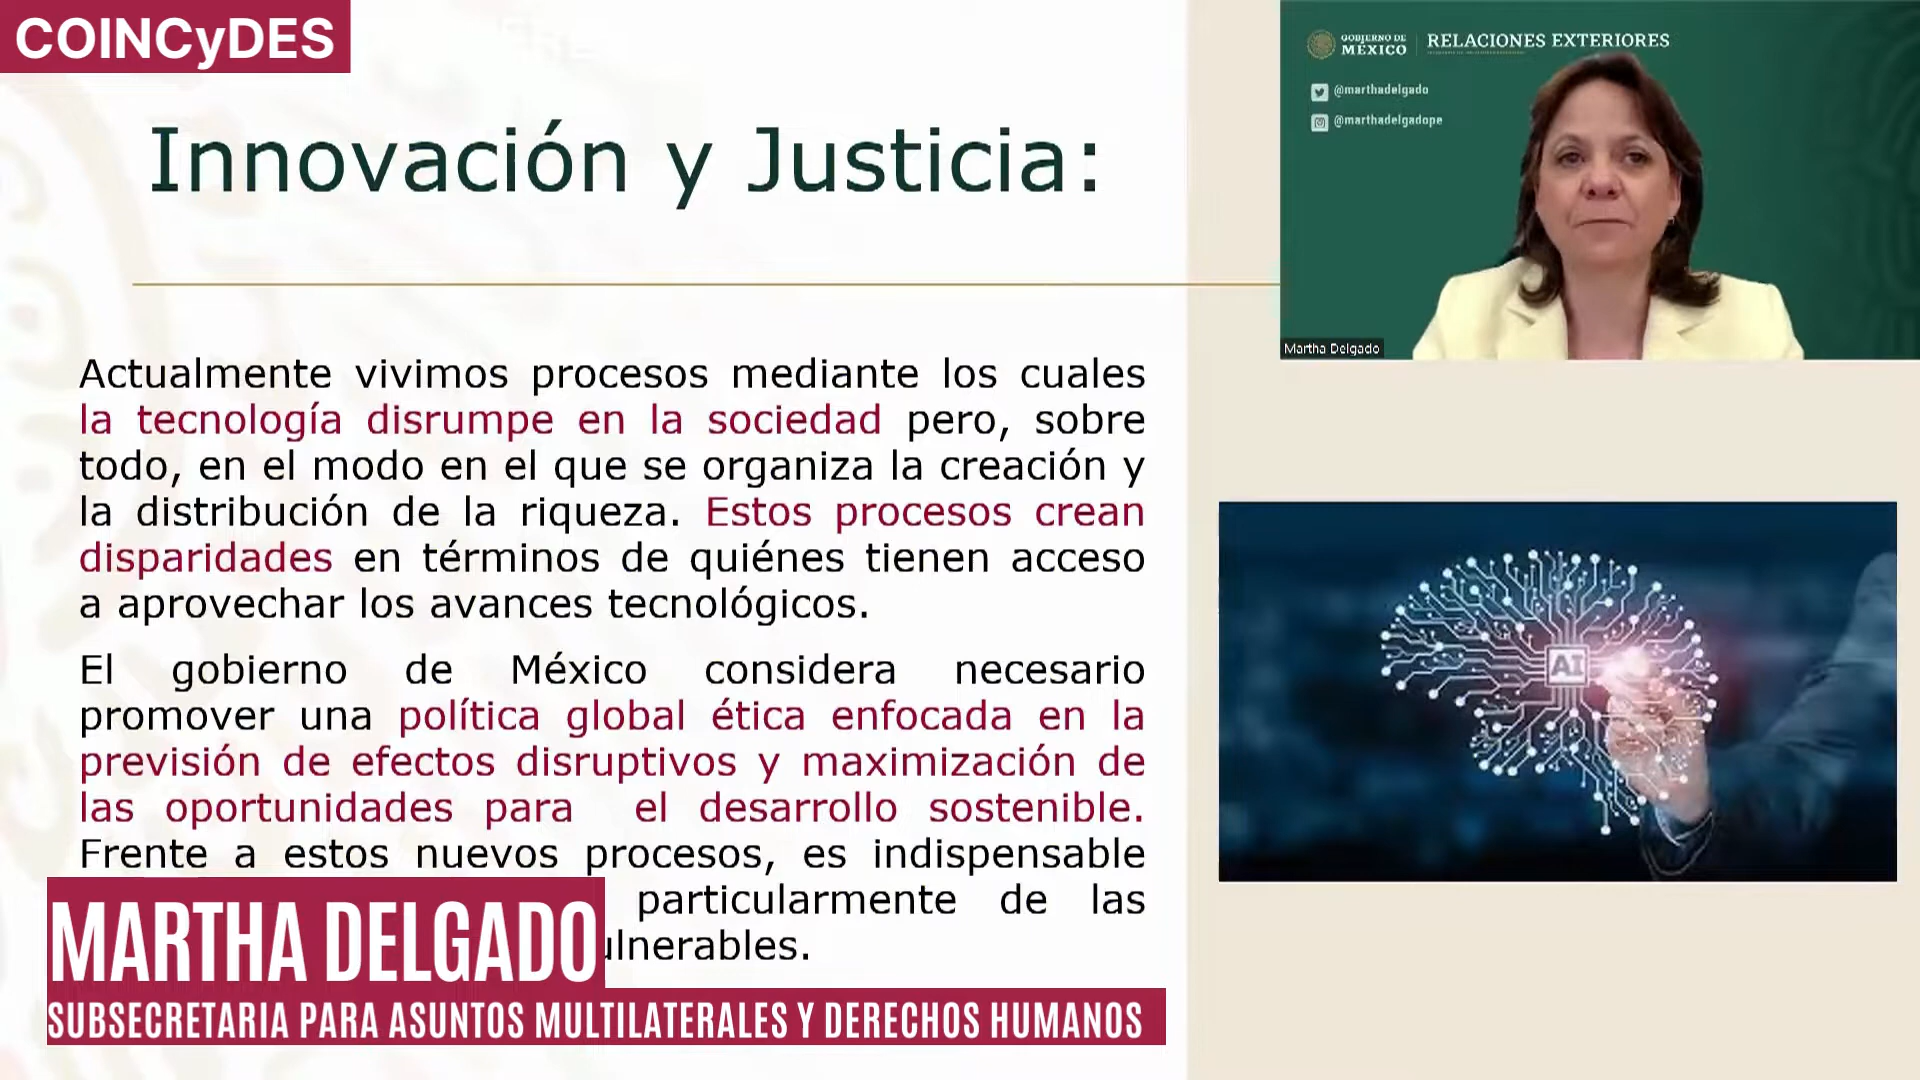 COINCyDES
Innovación y Justicia:
GOBIERNO DE
MÉXICO
RELACIONES EXTERIORES
@marthadelgado
@marthadelgadope
Martha Delgado
Actualmente vivimos procesos mediante los cuales
la tecnología disrumpe en la sociedad pero, sobre
todo, en el modo en el que se organiza la creación y
la distribución de la riqueza. Estos procesos crean
disparidades en términos de quiénes tienen acceso
a aprovechar los avances tecnológicos.
El gobierno de México considera necesario
promover una política global ética enfocada en la
previsión de efectos disruptivos y maximización de
las oportunidades para el desarrollo sostenible.
Frente a estos nuevos procesos, es indispensable
particularmente de las
ulnerables.
AI
MARTHA DELGADO
SUBSECRETARIA PARA ASUNTOS MULTILATERALES Y DERECHOS HUMANOS